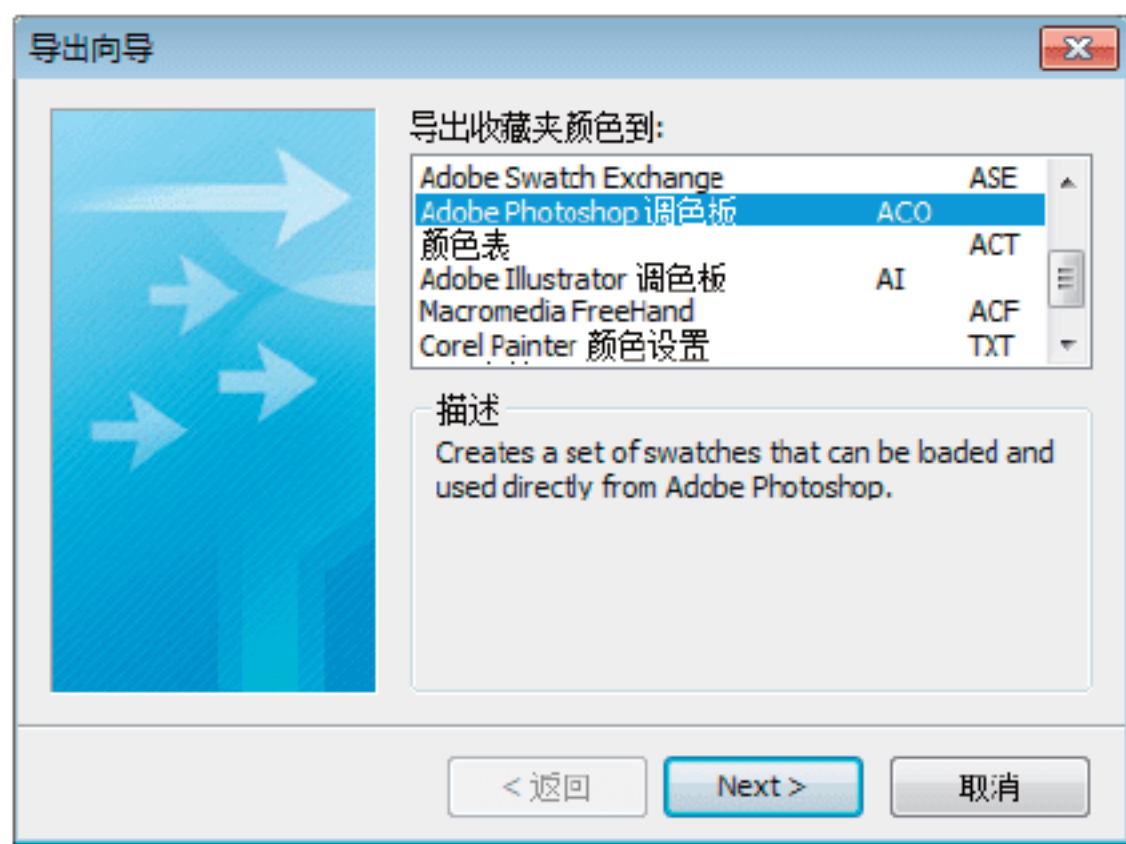 导出向导
导出收藏夹颜色到:
Adobe Swatch Exchange ASE
Adobe Photoshop 调色板 ACO
颜色表 ACT
Adobe Illustrator 调色板 AI
Macromedia FreeHand ACF
Corel Painter 颜色设置 TXT
描述
Creates a set of swatches that can be loaded and
used directly from Adobe Photoshop.
< 返回 Next > 取消